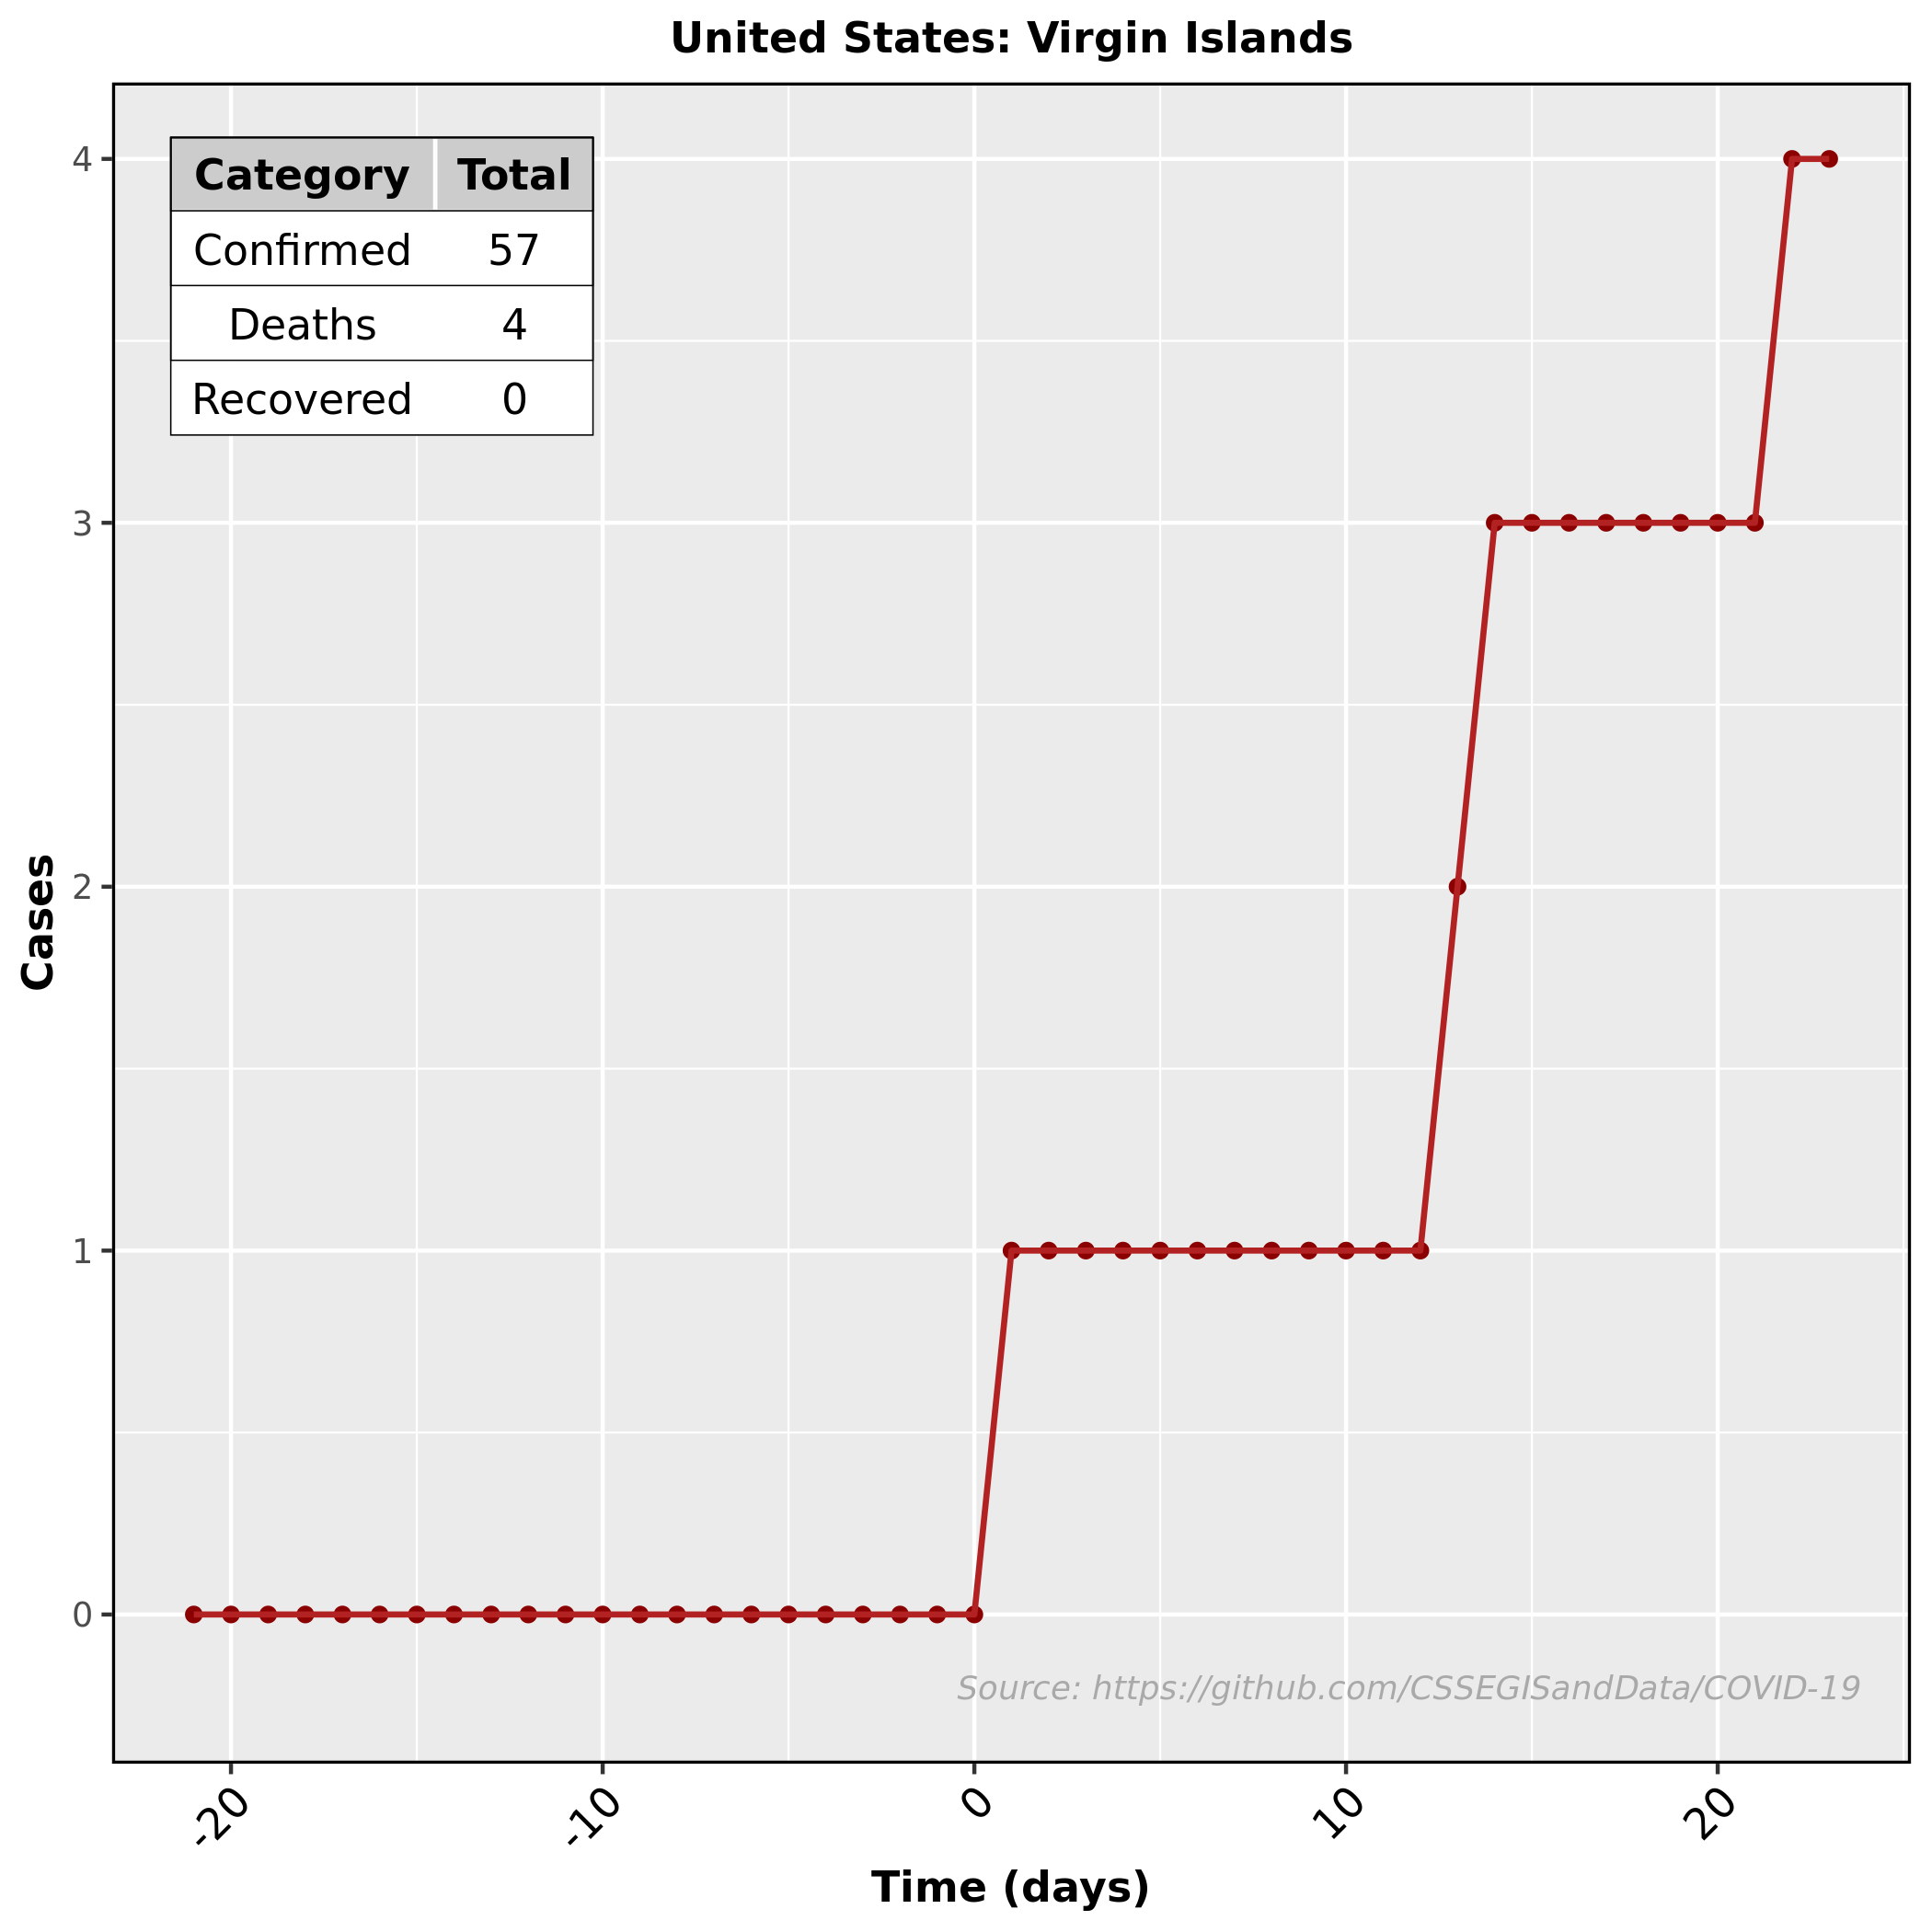 United States: Virgin Islands
Category Total
Confirmed 57
Deaths 4
Recovered 0
4
3
2
1
0
Cases
Source: https://github.com/CSSEGISandData/COVID-19
-20 -10 0 10 20
Time (days)